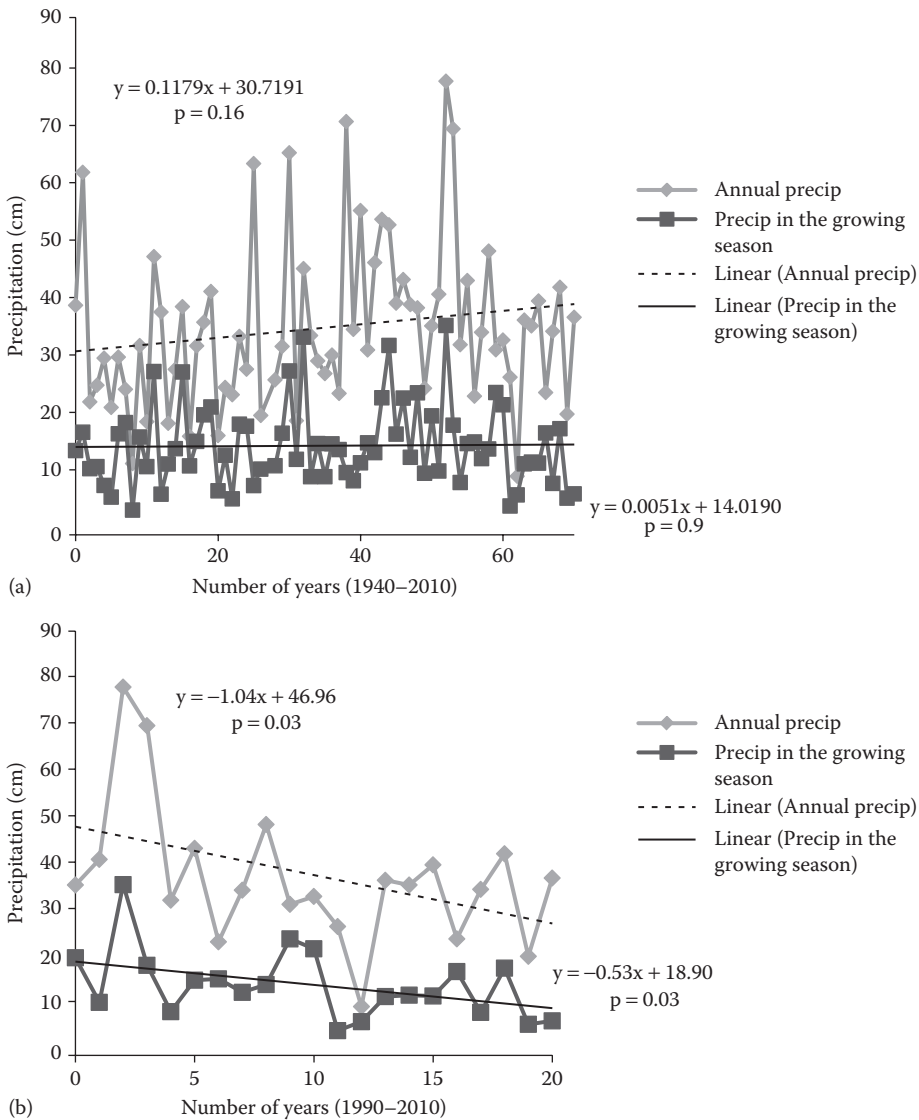 90
80
70
60
50
40
30
20
10
0
Precipitation (cm)
y = 0.1179x + 30.7191
p = 0.16
Annual precip
Precip in the growing
season
Linear (Annual precip)
Linear (Precip in the
growing season)
y = 0.0051x + 14.0190
p = 0.9
0 20 40 60
(a) Number of years (1940–2010)
90
80
70
60
50
40
30
20
10
0
Precipitation (cm)
y = –1.04x + 46.96
p = 0.03
Annual precip
Precip in the growing
season
Linear (Annual precip)
Linear (Precip in the
growing season)
y = –0.53x + 18.90
p = 0.03
0 5 10 15 20
(b) Number of years (1990–2010)